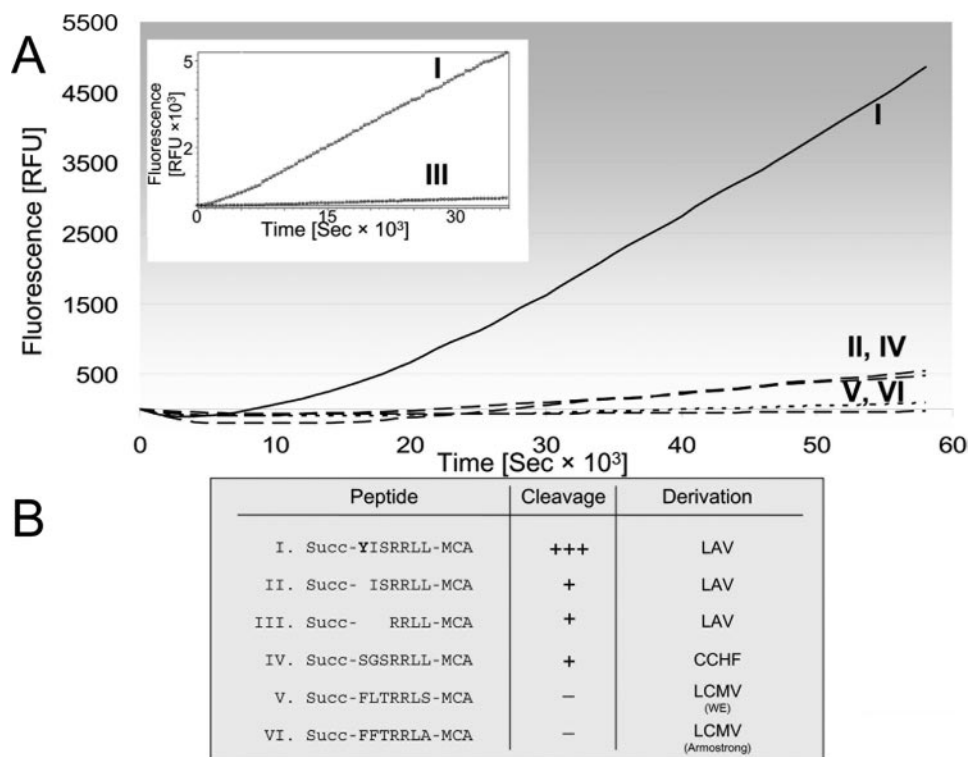 A
5500
4500
3500
2500
1500
500
Fluorescence [RFU]
0 10 20 30 40 50 60
Time [Sec × 10³]
I
II, IV
V, VI
5
2
Fluorescence
[RFU ×10³]
I
III
0 15 30
Time [Sec × 10³]
B
Peptide Cleavage Derivation
I. Succ-YISRRLL-MCA +++ LAV
II. Succ- ISRRLL-MCA + LAV
III. Succ- RRLL-MCA + LAV
IV. Succ-SGSRRLL-MCA + CCHF
V. Succ-FLTRRLS-MCA – LCMV
(WE)
VI. Succ-FFTRRLA-MCA – LCMV
(Armostrong)